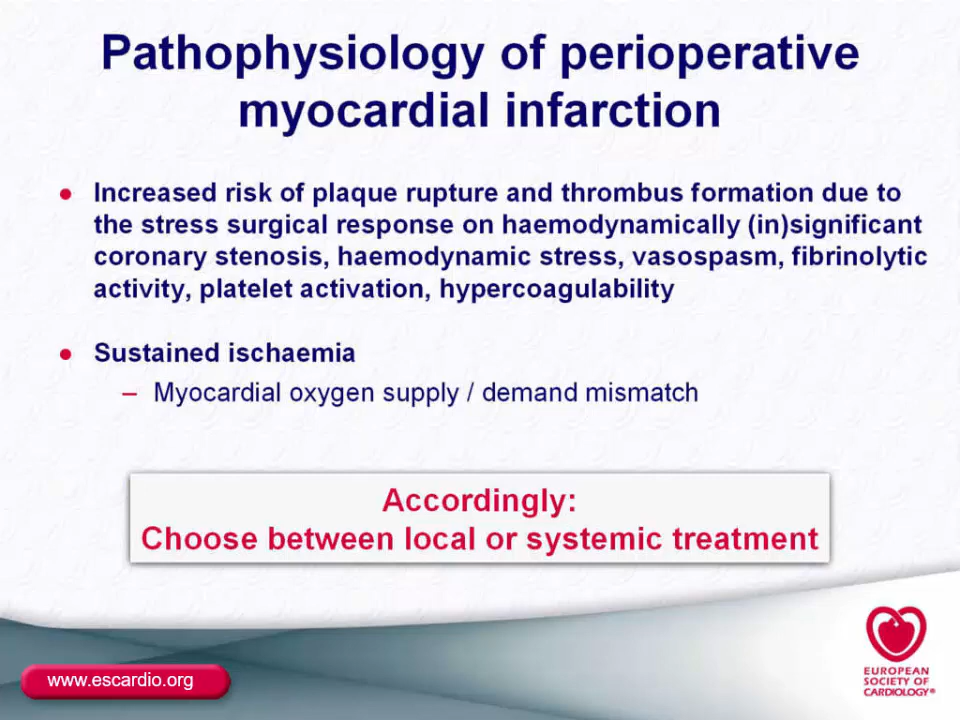 Pathophysiology of perioperative
myocardial infarction
● Increased risk of plaque rupture and thrombus formation due to
the stress surgical response on haemodynamically (in)significant
coronary stenosis, haemodynamic stress, vasospasm, fibrinolytic
activity, platelet activation, hypercoagulability
● Sustained ischaemia
– Myocardial oxygen supply / demand mismatch
Accordingly:
Choose between local or systemic treatment
www.escardio.org
EUROPEAN
SOCIETY OF
CARDIOLOGY®